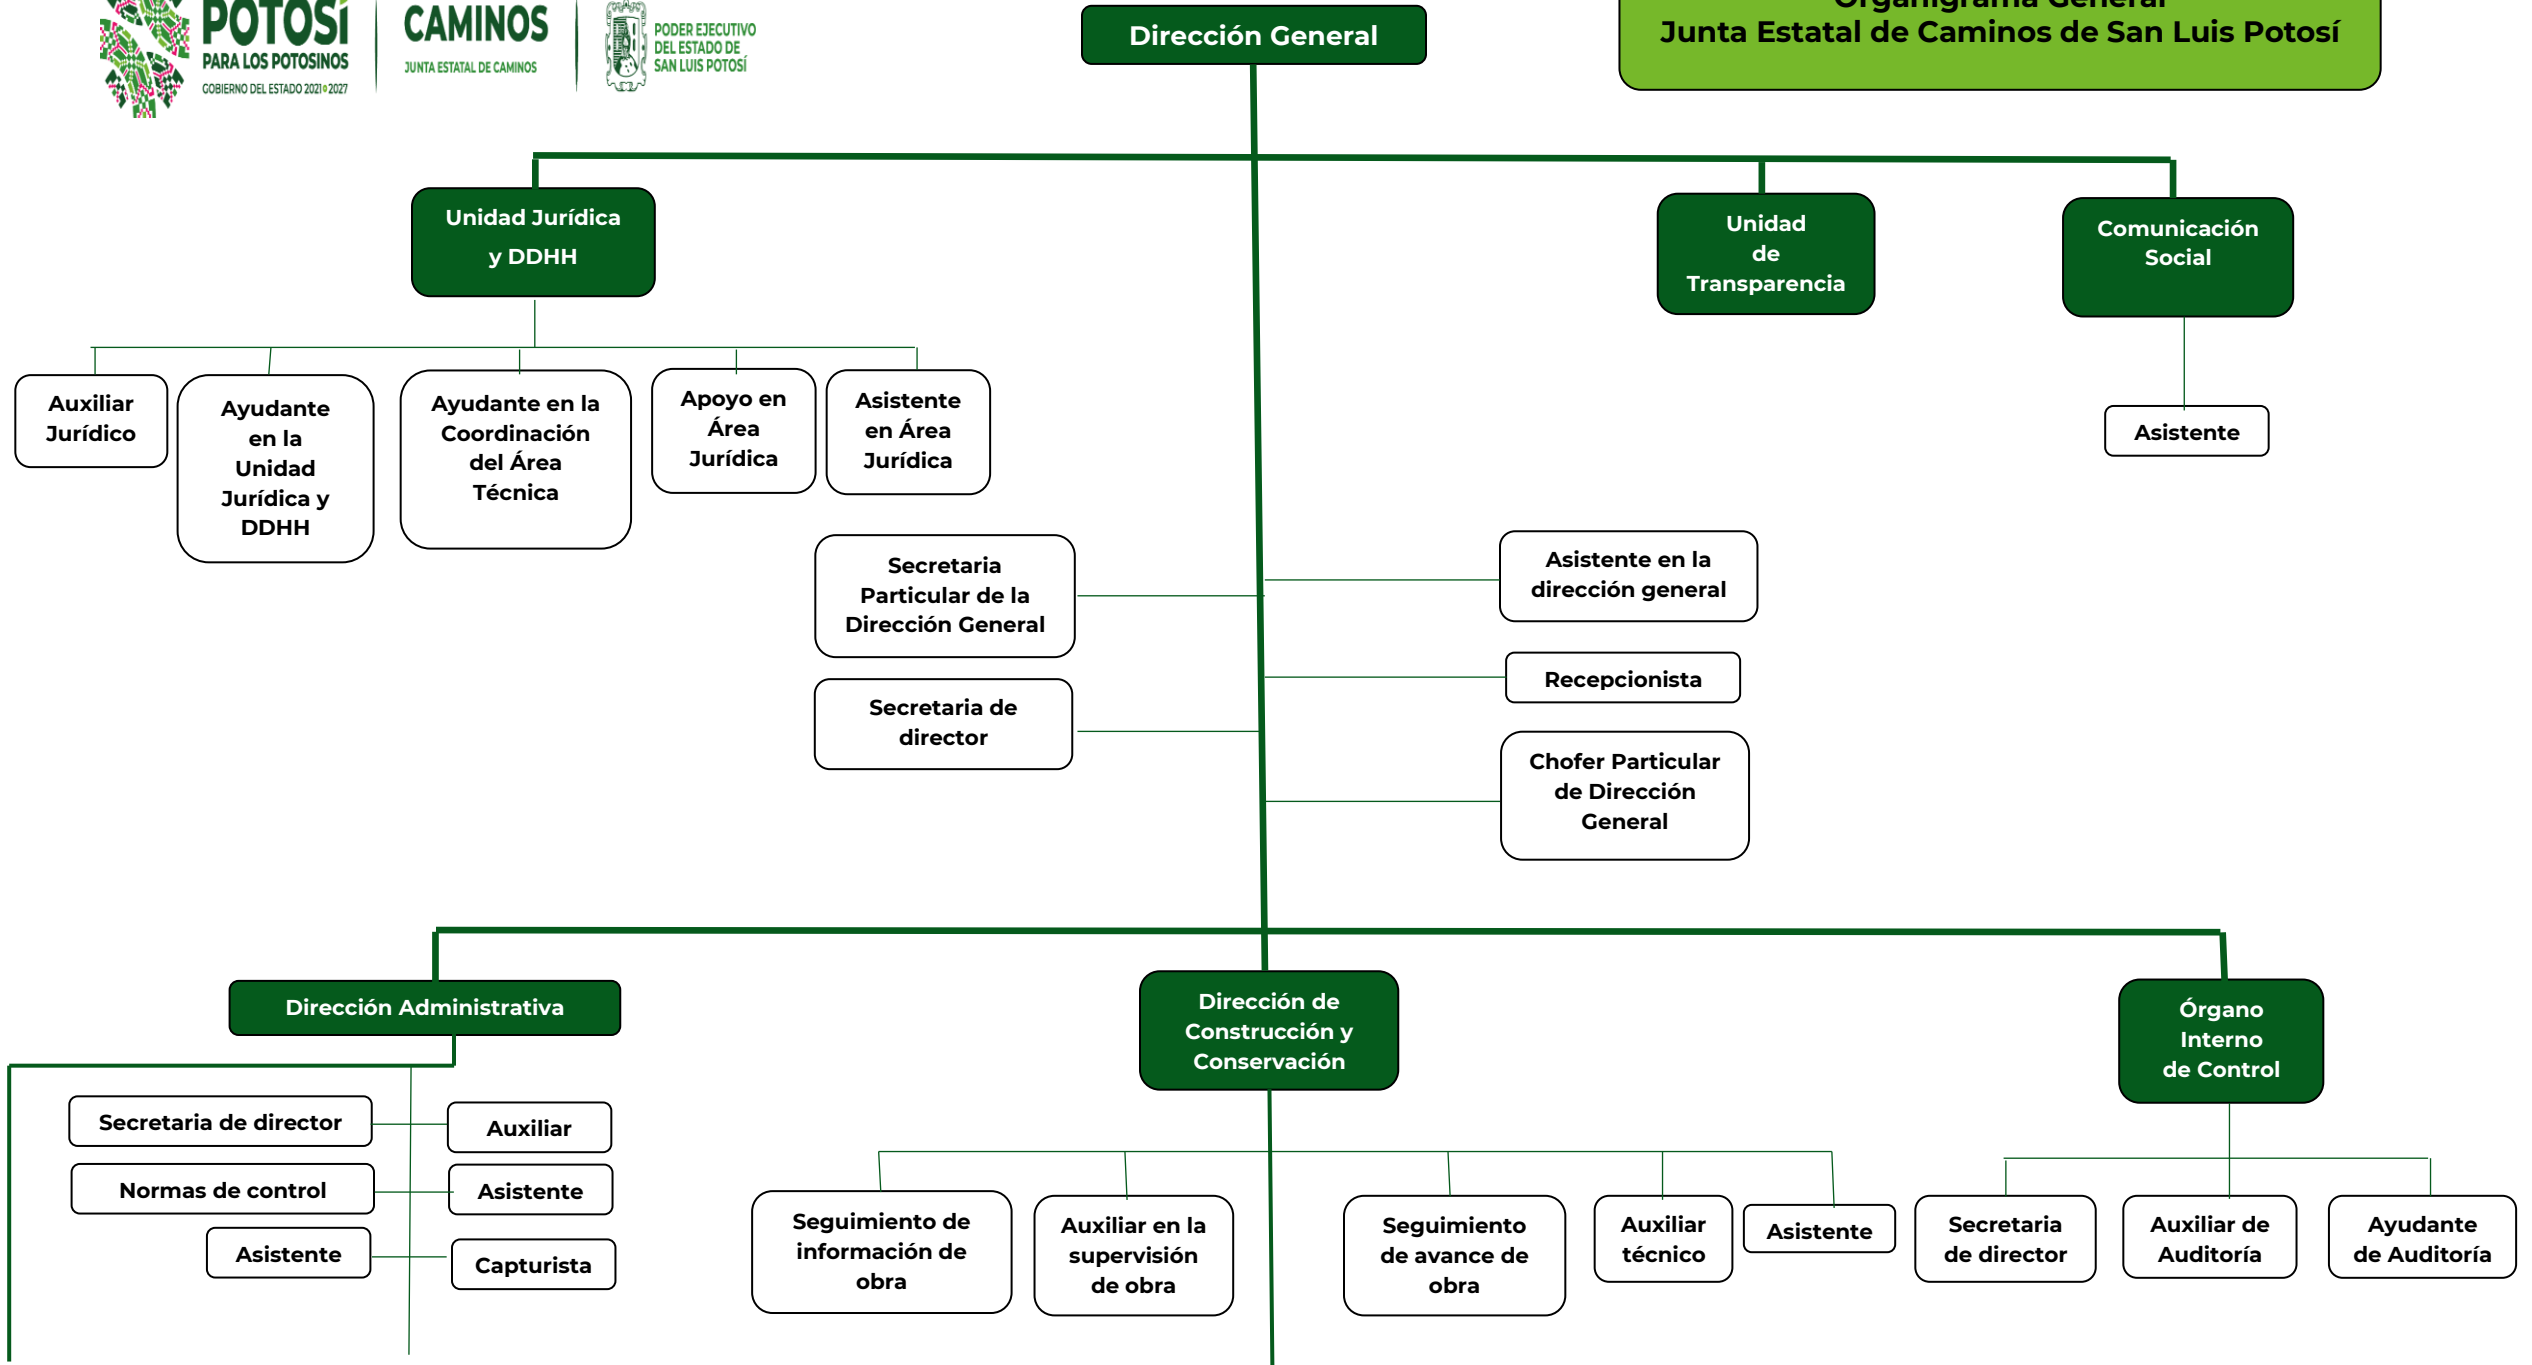 POTOSÍ
PARA LOS POTOSINOS
GOBIERNO DEL ESTADO 2021-2027
CAMINOS
JUNTA ESTATAL DE CAMINOS
PODER EJECUTIVO
DEL ESTADO DE
SAN LUIS POTOSÍ
Dirección General
Organigrama General
Junta Estatal de Caminos de San Luis Potosí
Unidad Jurídica
y DDHH
Unidad
de
Transparencia
Comunicación
Social
Auxiliar
Jurídico
Ayudante
en la
Unidad
Jurídica y
DDHH
Ayudante en la
Coordinación
del Área
Técnica
Apoyo en
Área
Jurídica
Asistente
en Área
Jurídica
Asistente
Secretaria
Particular de la
Dirección General
Asistente en la
dirección general
Recepcionista
Secretaria de
director
Chofer Particular
de Dirección
General
Dirección Administrativa
Dirección de
Construcción y
Conservación
Órgano
Interno
de Control
Secretaria de director
Auxiliar
Normas de control
Asistente
Asistente
Capturista
Seguimiento de
información de
obra
Auxiliar en la
supervisión
de obra
Seguimiento
de avance de
obra
Auxiliar
técnico
Asistente
Secretaria
de director
Auxiliar de
Auditoría
Ayudante
de Auditoría